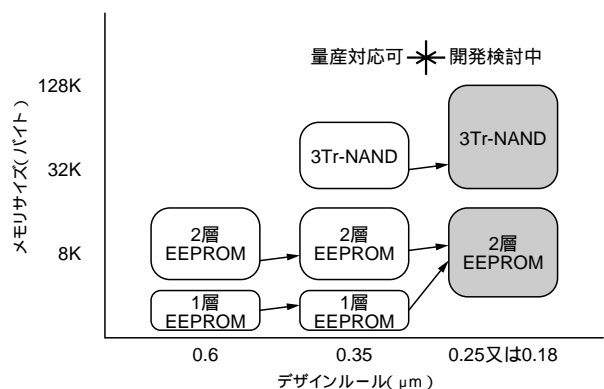 量産対応可 開発検討中
128K
32K
8K
メモリサイズ(バイト)
3Tr-NAND
3Tr-NAND
2層
EEPROM
2層
EEPROM
2層
EEPROM
1層
EEPROM
1層
EEPROM
0.6
0.35
0.25又は0.18
デザインルール(μm)